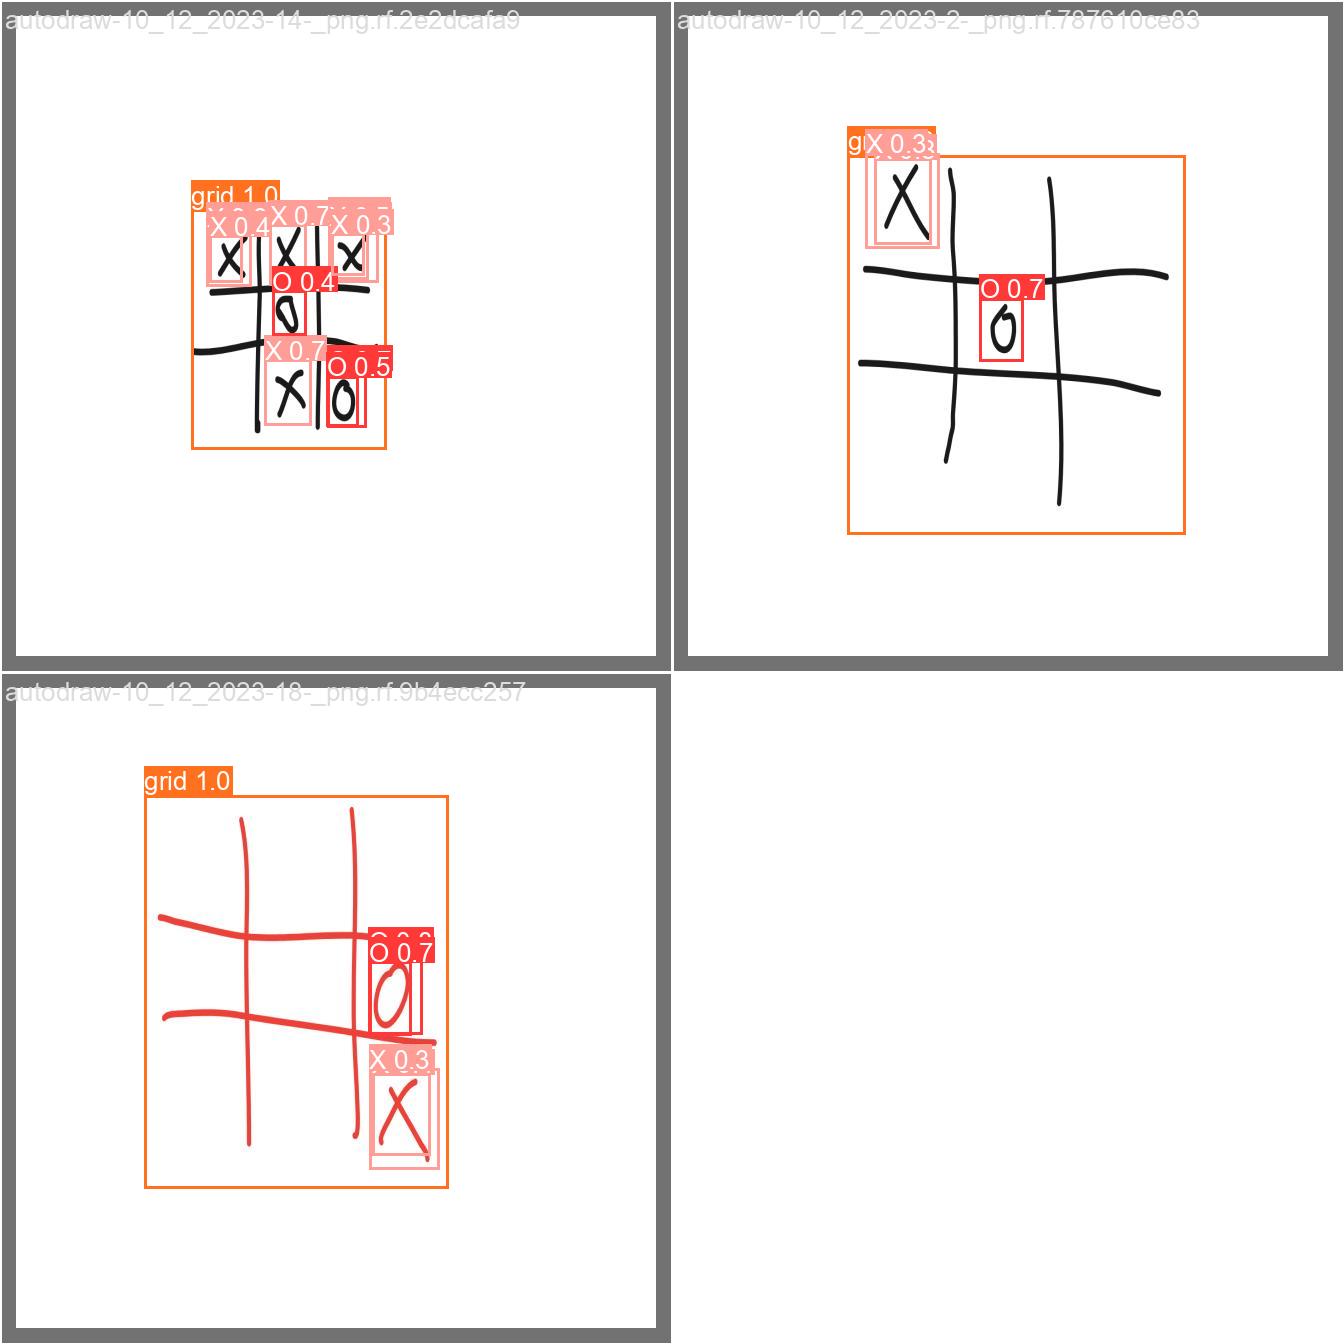 autodraw-10_12_2023-14-_png.rf.2e2dcafa9
grid 1.0
X 0.4
X 0.7
X 0.3
X
X
X
O 0.4
O
X 0.7
O 0.5
X
O
autodraw-10_12_2023-2-_png.rf.787610ce83
X 0.3
X
O 0.7
O
autodraw-10_12_2023-18-_png.rf.9b4ecc257
grid 1.0
O 0.7
O
X 0.3
X